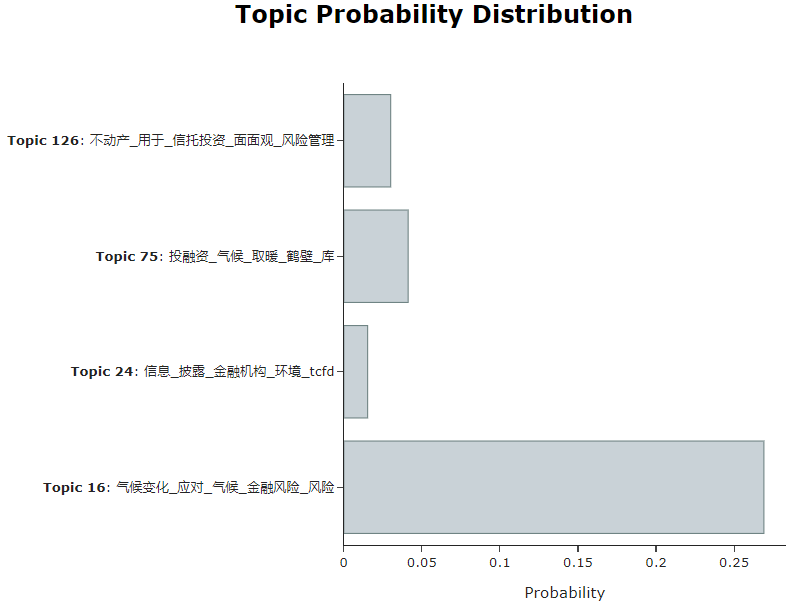 Topic Probability Distribution
Topic 126: 不动产_用于_信托投资_面面观_风险管理
Topic 75: 投融资_气候_取暖_鹤壁_库
Topic 24: 信息_披露_金融机构_环境_tcfd
Topic 16: 气候变化_应对_气候_金融风险_风险
0 0.05 0.1 0.15 0.2 0.25
Probability